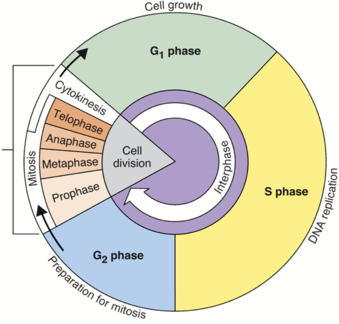 Cell growth
G₁ phase
Cytokinesis
Telophase
Anaphase
Metaphase
Prophase
Mitosis
Cell
division
Interphase
S phase
DNA replication
G₂ phase
Preparation for mitosis